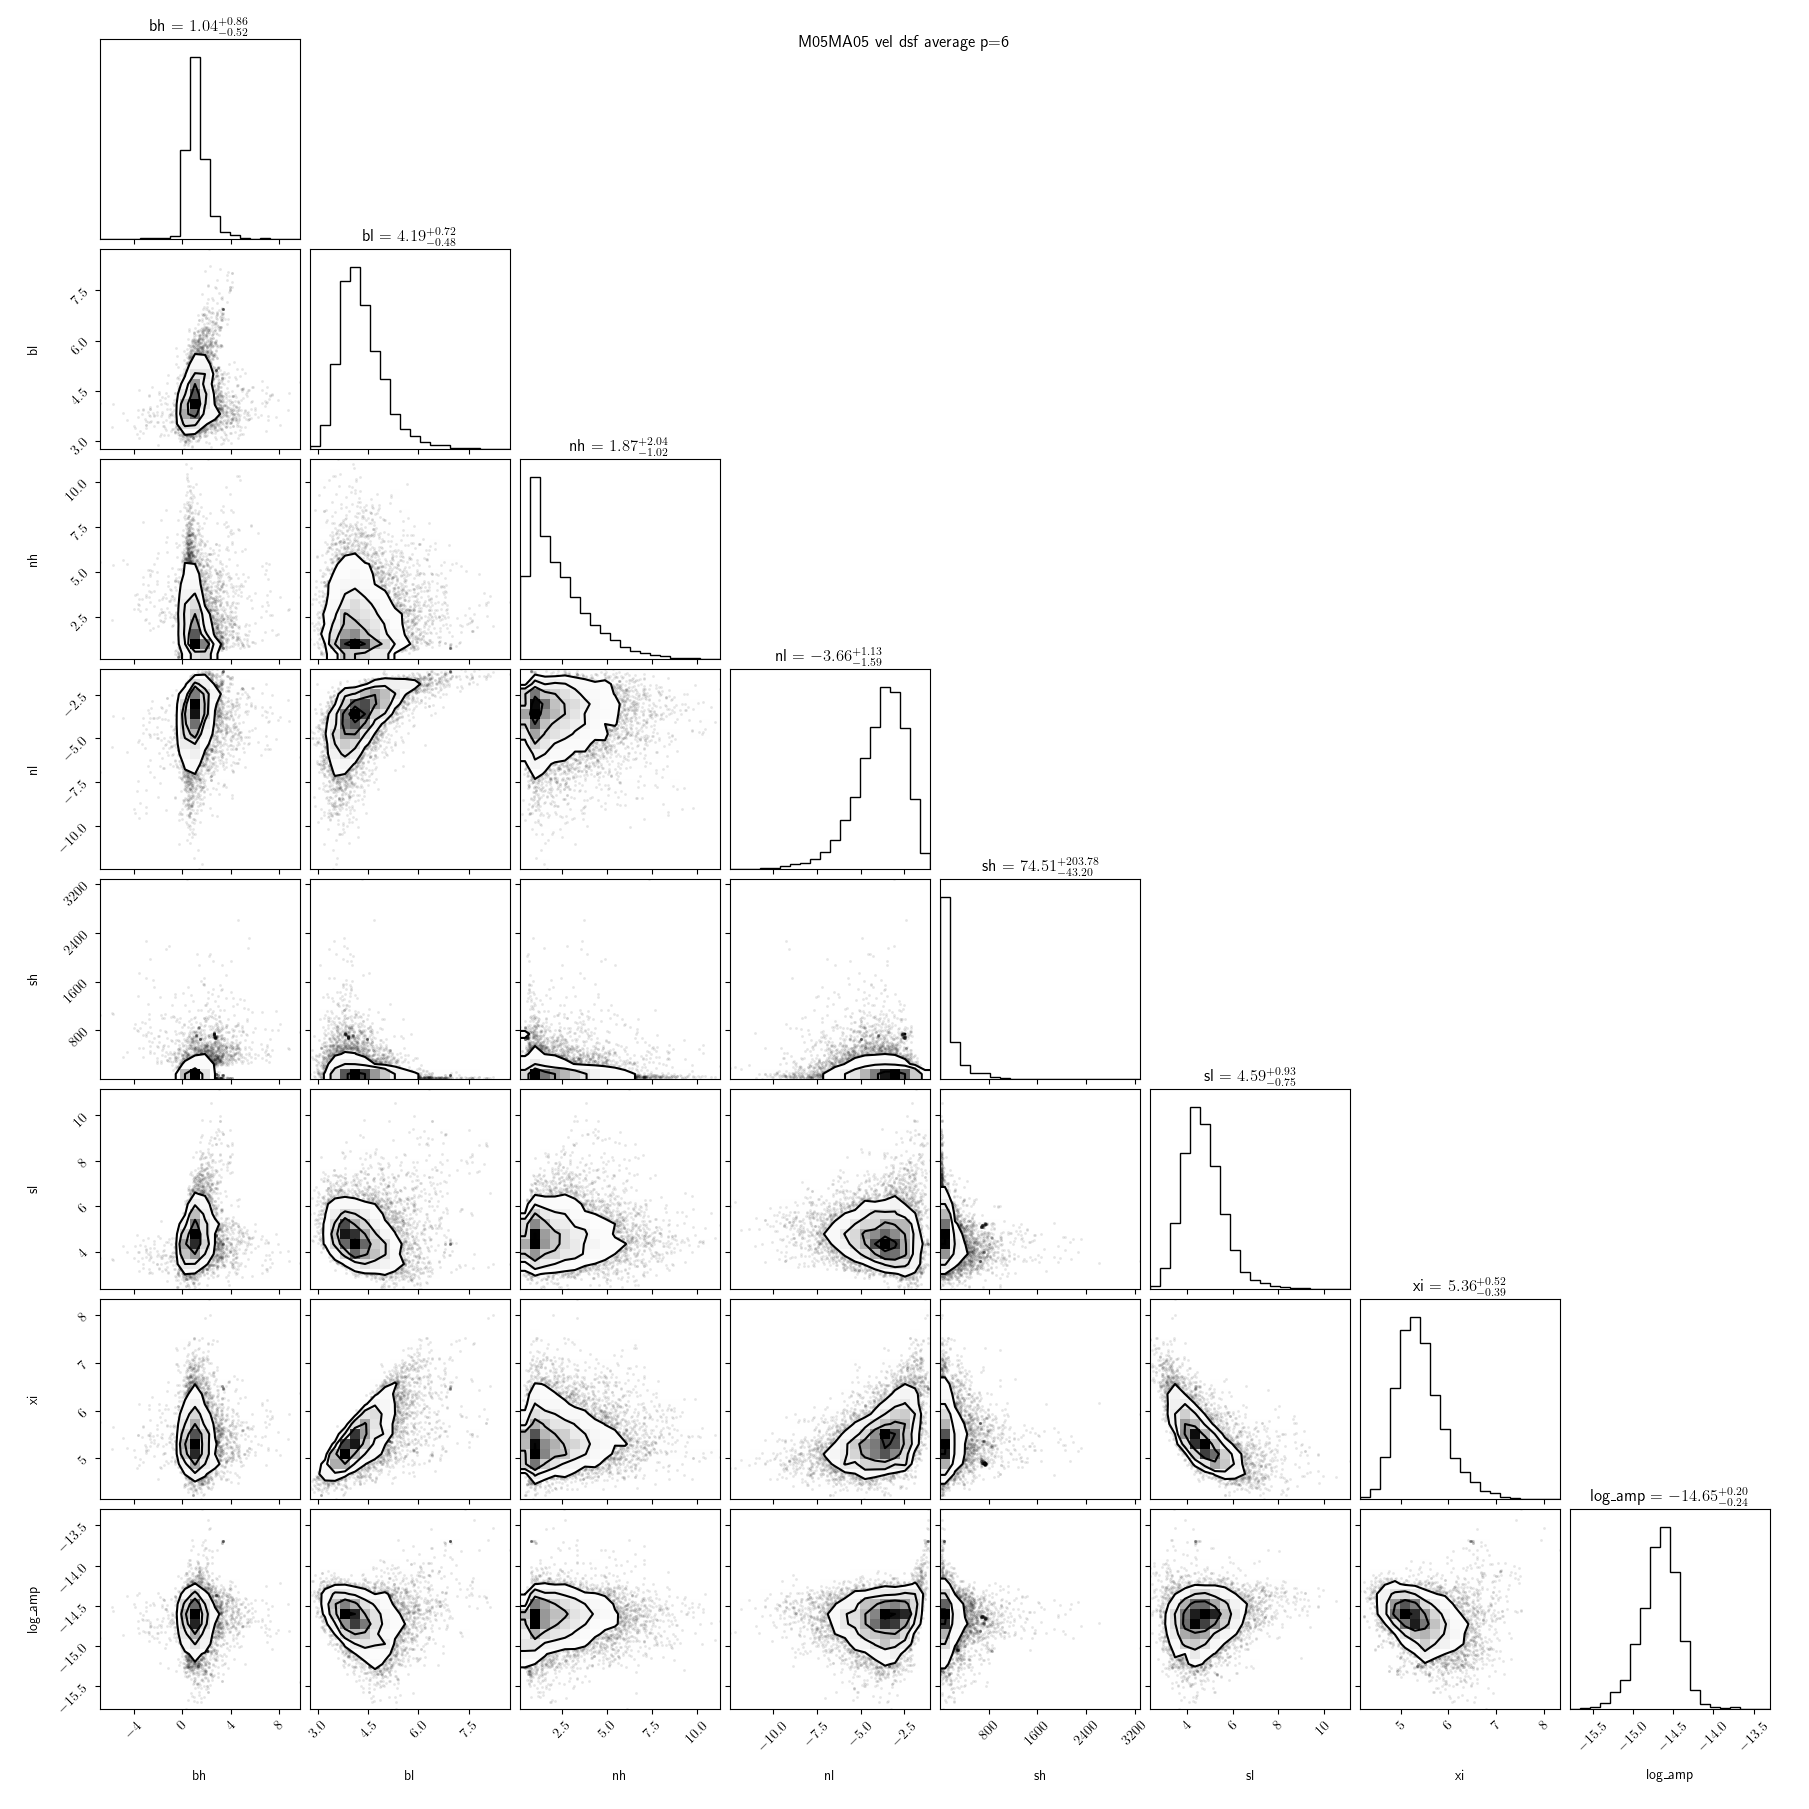 M05MA05 vel dsf average p=6
bh = 1.04+0.86 −0.52
bl = 4.19+0.72 −0.48
7.5
6.0
4.5
3.0
bl
nh = 1.87+2.04 −1.02
10.0
7.5
5.0
2.5
nh
nl = −3.66+1.13 −1.59
−2.5
−5.0
−7.5
−10.0
nl
sh = 74.51+203.78 −43.20
3200
2400
1600
800
sh
sl = 4.59+0.93 −0.75
10
8
6
4
sl
xi = 5.36+0.52 −0.39
8
7
6
5
xi
log_amp = −14.65+0.20 −0.24
−13.5
−14.0
−14.5
−15.0
−15.5
log_amp
−4 0 4 8
3.0 4.5 6.0 7.5
2.5 5.0 7.5 10.0
−10.0 −7.5 −5.0 −2.5
800 1600 2400 3200
4 6 8 10
5 6 7 8
−15.5 −15.0 −14.5 −14.0 −13.5
bh bl nh nl sh sl xi log_amp